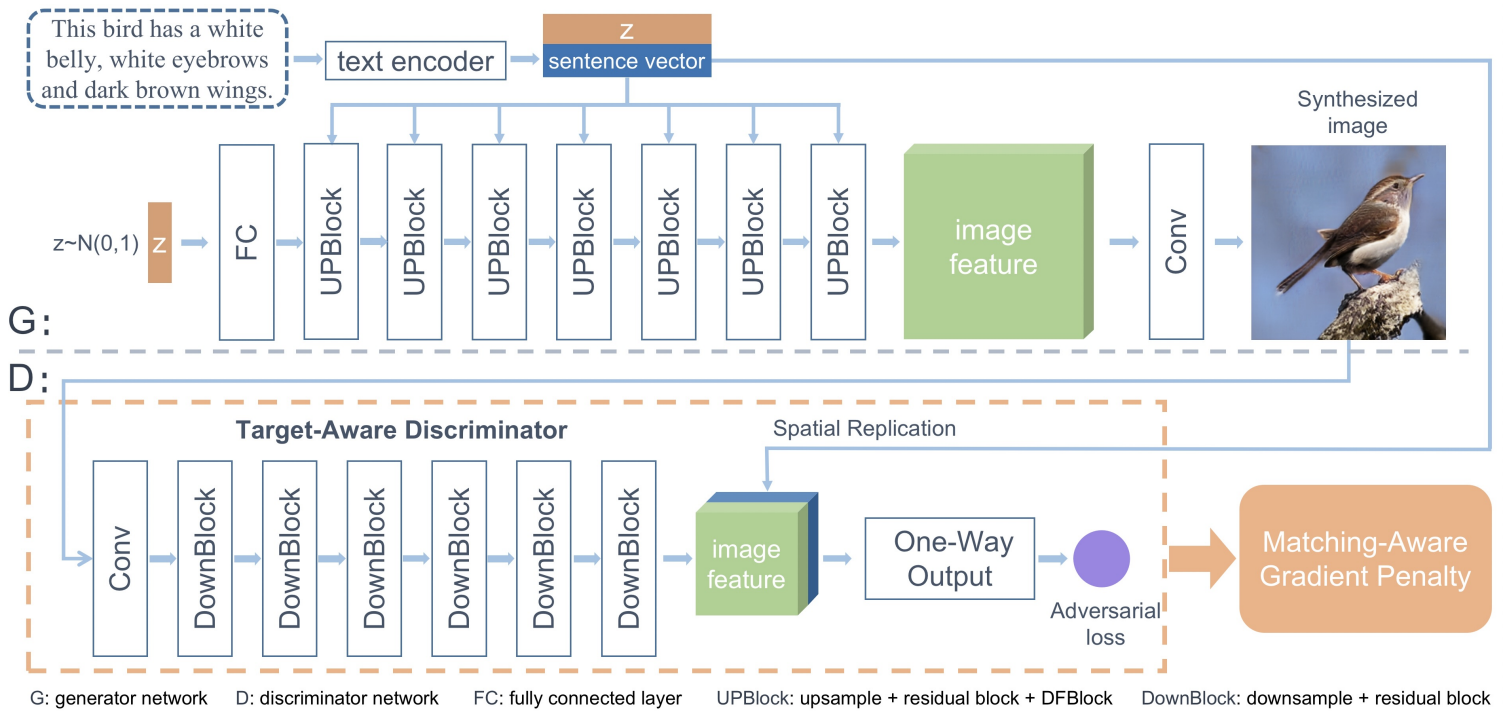 This bird has a white
belly, white eyebrows
and dark brown wings.
text encoder
z
sentence vector
Synthesized
image
z~N(0,1)
z
FC
UPBlock
UPBlock
UPBlock
UPBlock
UPBlock
UPBlock
UPBlock
image
feature
Conv
G:
D:
Target-Aware Discriminator
Spatial Replication
Conv
DownBlock
DownBlock
DownBlock
DownBlock
DownBlock
DownBlock
image
feature
One-Way
Output
Adversarial
loss
Matching-Aware
Gradient Penalty
G: generator network D: discriminator network FC: fully connected layer UPBlock: upsample + residual block + DFBlock DownBlock: downsample + residual block